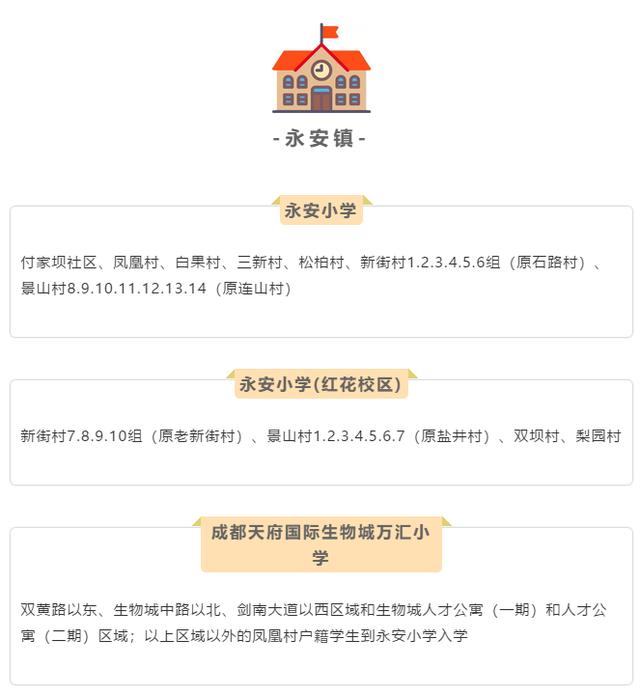 -永安镇-
永安小学
付家坝社区、凤凰村、白果村、三新村、松柏村、新街村1.2.3.4.5.6组（原石路村）、
景山村8.9.10.11.12.13.14（原连山村）
永安小学(红花校区)
新街村7.8.9.10组（原老新街村）、景山村1.2.3.4.5.6.7（原盐井村）、双坝村、梨园村
成都天府国际生物城万汇小
学
双黄路以东、生物城中路以北、剑南大道以西区域和生物城人才公寓（一期）和人才公
寓（二期）区域；以上区域以外的凤凰村户籍学生到永安小学入学